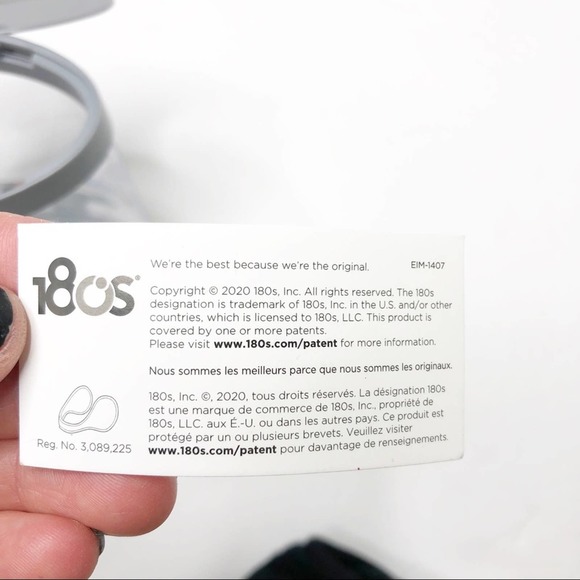 180s®
We're the best because we're the original.
EIM-1407
Copyright © 2020 180s, Inc. All rights reserved. The 180s
designation is trademark of 180s, Inc. in the U.S. and/or other
countries, which is licensed to 180s, LLC. This product is
covered by one or more patents.
Please visit www.180s.com/patent for more information.
Nous sommes les meilleurs parce que nous sommes les originaux.
180s, Inc. ©, 2020, tous droits réservés. La désignation 180s
est une marque de commerce de 180s, Inc., propriété de
180s, LLC. aux É.-U. ou dans les autres pays. Ce produit est
protégé par un ou plusieurs brevets. Veuillez visiter
www.180s.com/patent pour davantage de renseignements.
Reg. No. 3,089,225